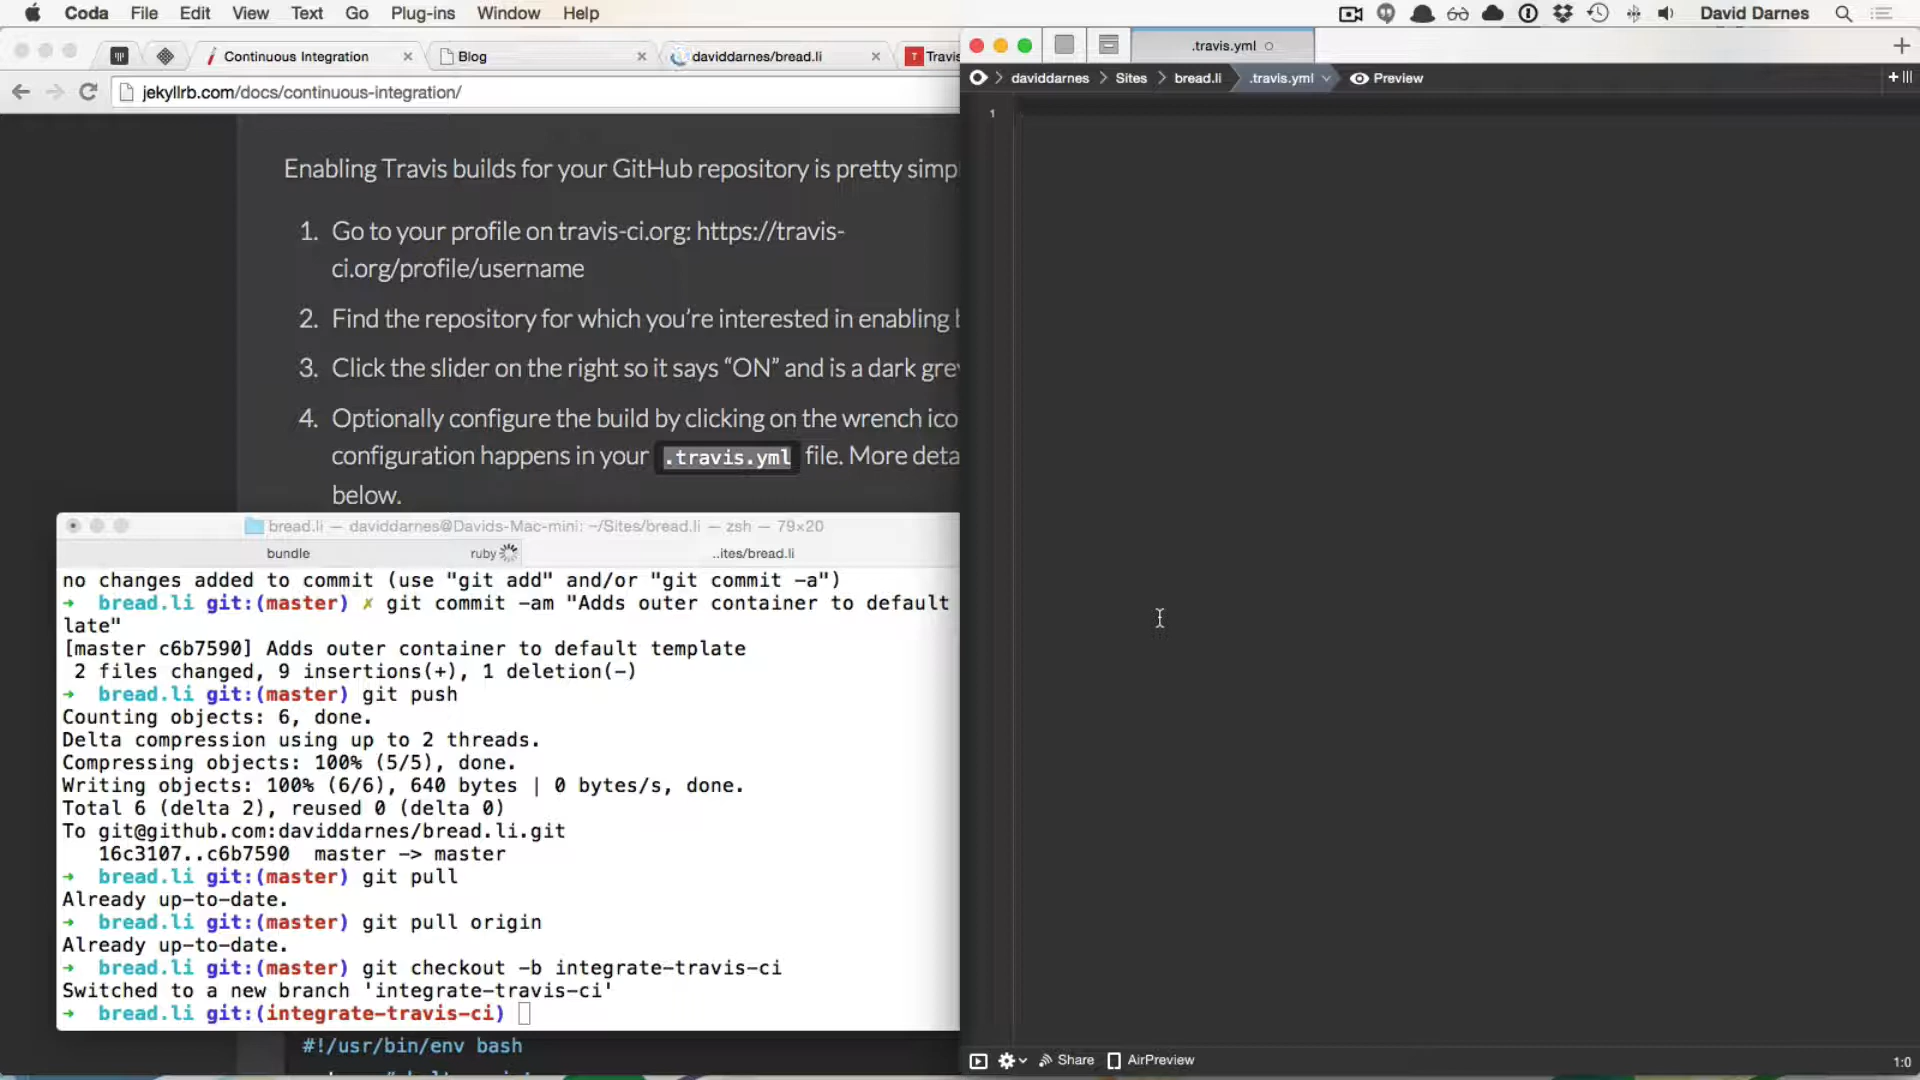 Coda File Edit View Text Go Plug-ins Window Help David Darnes
Continuous Integration Blog daviddarnes/bread.li Travis
jekyllrb.com/docs/continuous-integration/
Enabling Travis builds for your GitHub repository is pretty simpl
1. Go to your profile on travis-ci.org: https://travis-
ci.org/profile/username
2. Find the repository for which you're interested in enabling b
3. Click the slider on the right so it says “ON” and is a dark grey
4. Optionally configure the build by clicking on the wrench ico
configuration happens in your .travis.yml file. More deta
below.
bread.li — daviddarnes@Davids-Mac-mini: ~/Sites/bread.li — zsh — 79×20
bundle ruby ..ites/bread.li
no changes added to commit (use "git add" and/or "git commit -a")
➜ bread.li git:(master) ✗ git commit -am "Adds outer container to default
late"
[master c6b7590] Adds outer container to default template
2 files changed, 9 insertions(+), 1 deletion(-)
➜ bread.li git:(master) git push
Counting objects: 6, done.
Delta compression using up to 2 threads.
Compressing objects: 100% (5/5), done.
Writing objects: 100% (6/6), 640 bytes | 0 bytes/s, done.
Total 6 (delta 2), reused 0 (delta 0)
To git@github.com:daviddarnes/bread.li.git
16c3107..c6b7590 master -> master
➜ bread.li git:(master) git pull
Already up-to-date.
➜ bread.li git:(master) git pull origin
Already up-to-date.
➜ bread.li git:(master) git checkout -b integrate-travis-ci
Switched to a new branch 'integrate-travis-ci'
➜ bread.li git:(integrate-travis-ci)
#!/usr/bin/env bash
.travis.yml
daviddarnes Sites bread.li .travis.yml Preview
1
Share AirPreview 1:0